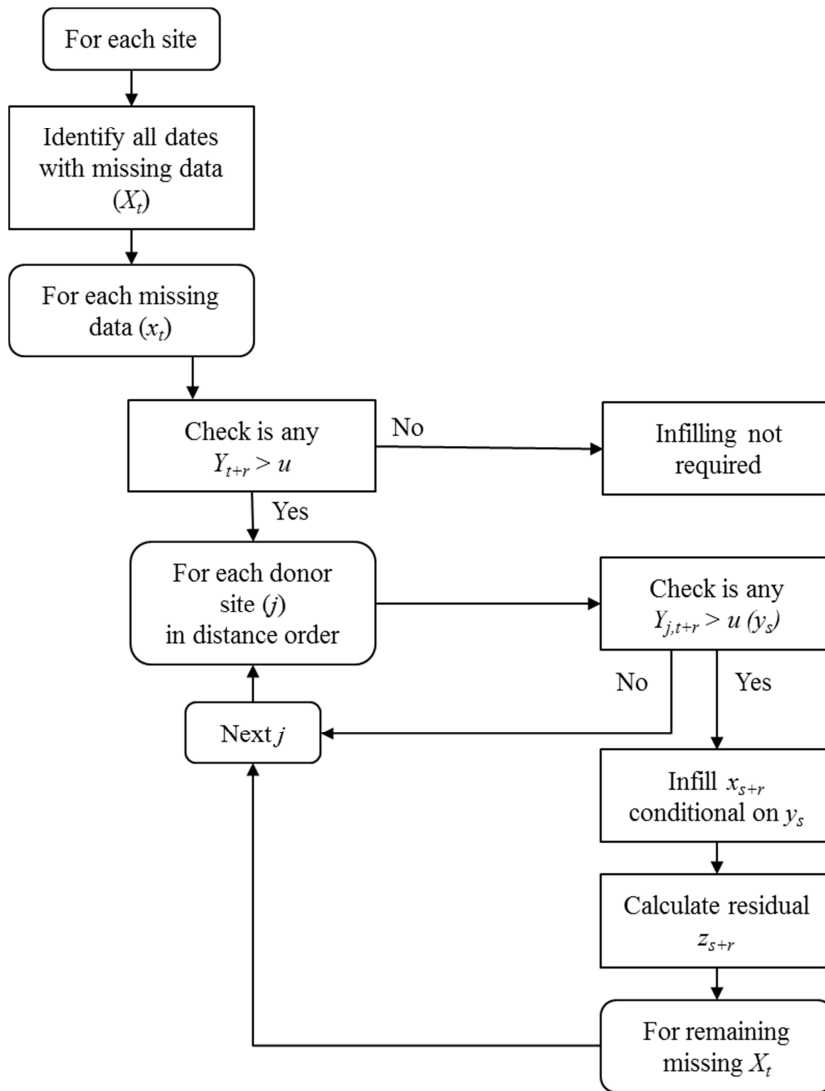 For each site
Identify all dates
with missing data
(Xₜ)
For each missing
data (xₜ)
Check is any
Yₜ₊ᵣ > u
No
Infilling not
required
Yes
For each donor
site (j)
in distance order
Check is any
Yⱼ,ₜ₊ᵣ > u (yₛ)
No
Yes
Next j
Infill xₛ₊ᵣ
conditional on yₛ
Calculate residual
zₛ₊ᵣ
For remaining
missing Xₜ